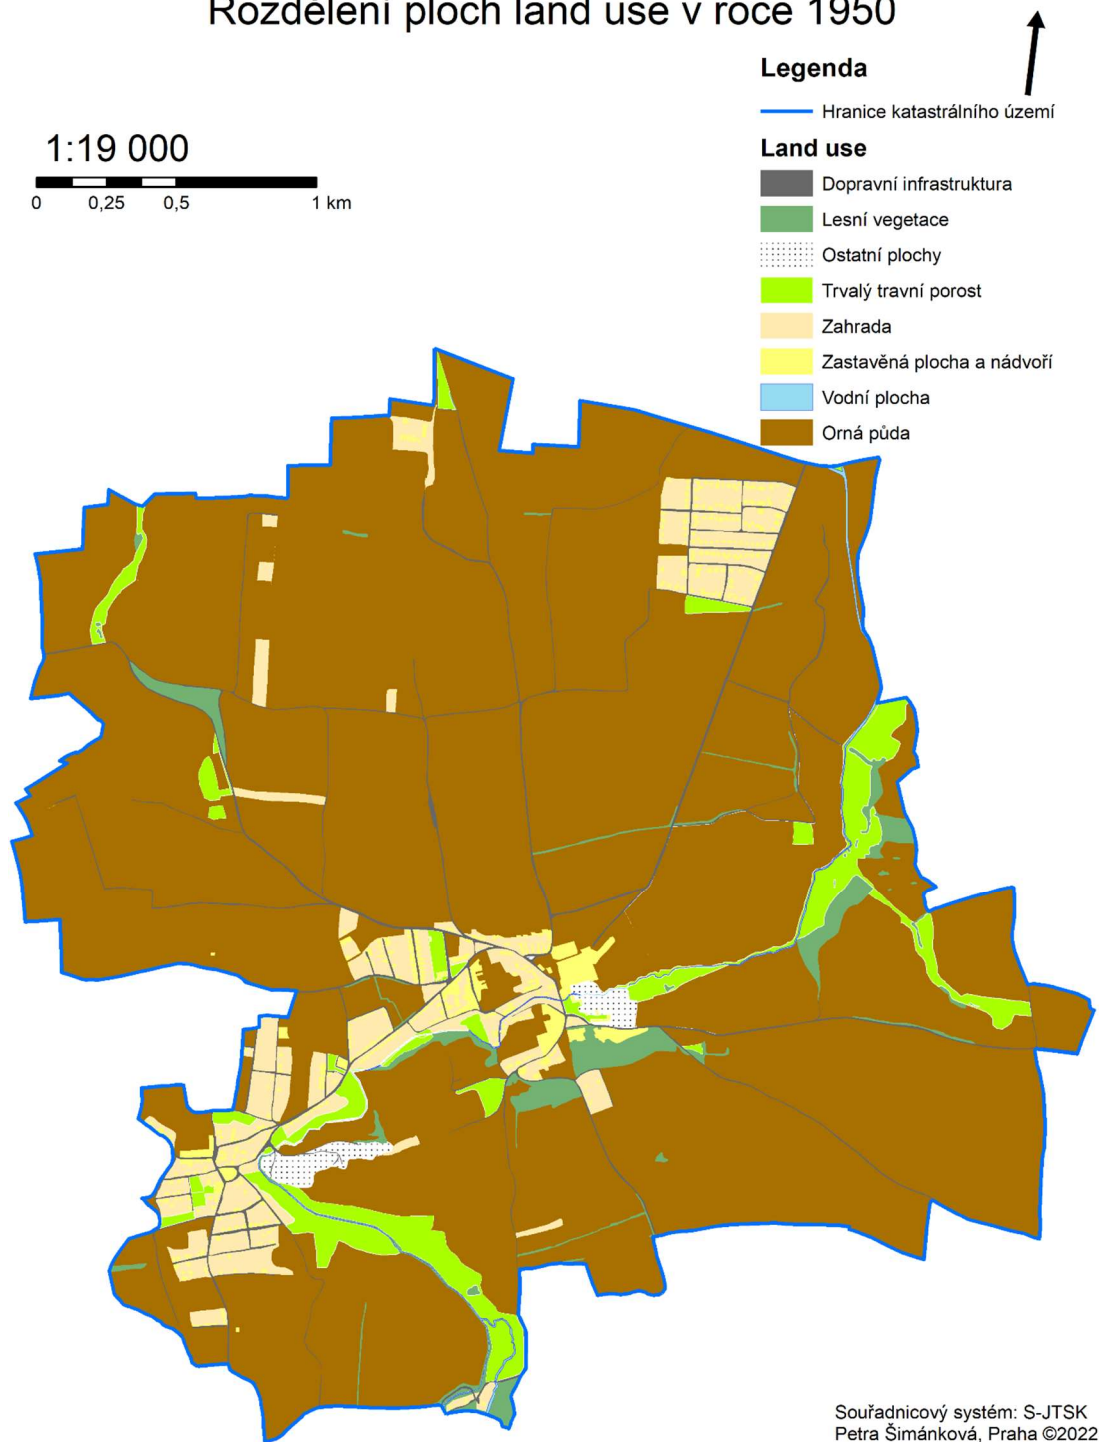 Rozdělení ploch land use v roce 1950
Legenda
Hranice katastrálního území
1:19 000
0 0,25 0,5 1 km
Land use
Dopravní infrastruktura
Lesní vegetace
Ostatní plochy
Trvalý travní porost
Zahrada
Zastavěná plocha a nádvoří
Vodní plocha
Orná půda
Souřadnicový systém: S-JTSK
Petra Šimánková, Praha ©2022